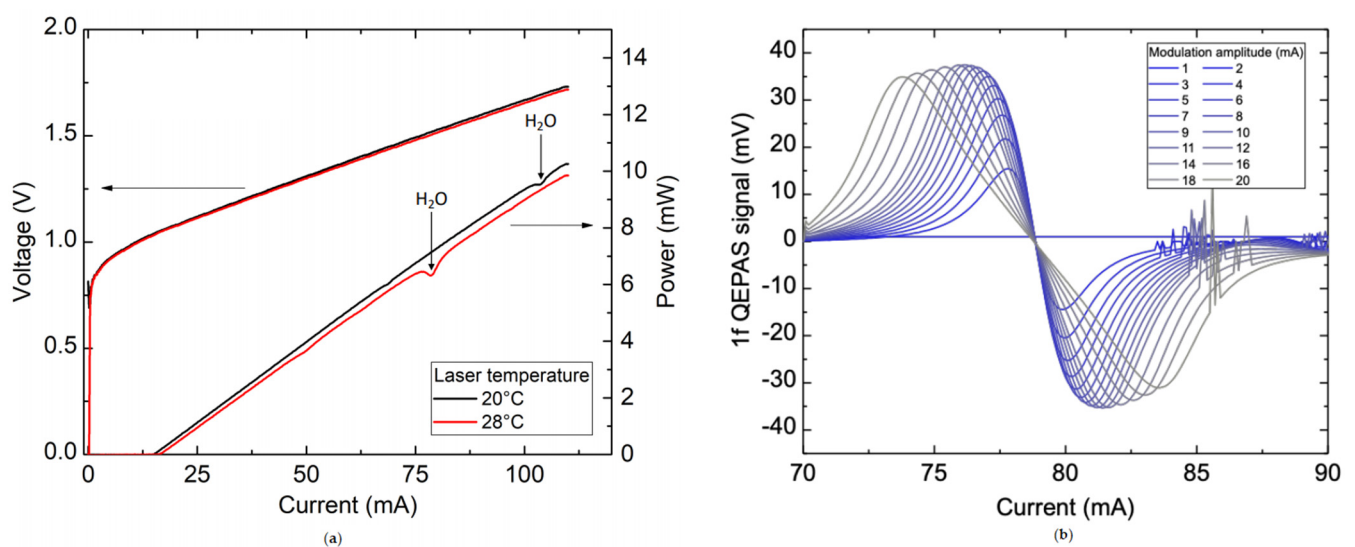 2.0
1.5
1.0
0.5
0.0
Voltage (V)
14
12
10
8
6
4
2
0
Power (mW)
H₂O
H₂O
Laser temperature
20°C
28°C
0 25 50 75 100
Current (mA)
(a)
40
30
20
10
0
-10
-20
-30
-40
1f QEPAS signal (mV)
Modulation amplitude (mA)
1 2
3 4
5 6
7 8
9 10
11 12
14 16
18 20
70 75 80 85 90
Current (mA)
(b)